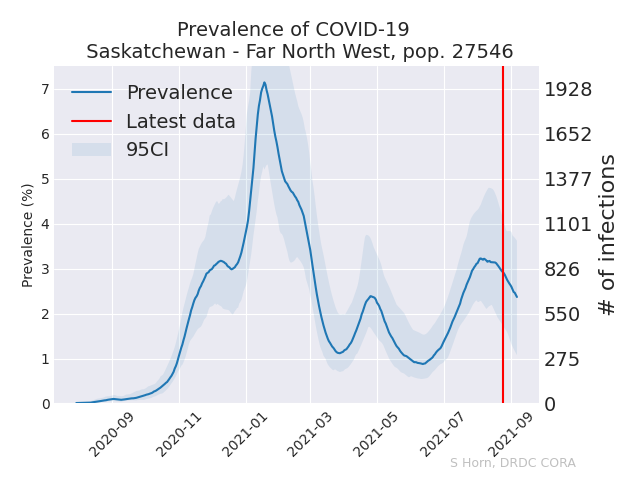 Prevalence of COVID-19
Saskatchewan - Far North West, pop. 27546
Prevalence
Latest data
95CI
Prevalence (%)
7
6
5
4
3
2
1
0
1928
1652
1377
1101
826
550
275
0
# of infections
2020-09
2020-11
2021-01
2021-03
2021-05
2021-07
2021-09
S Horn, DRDC CORA